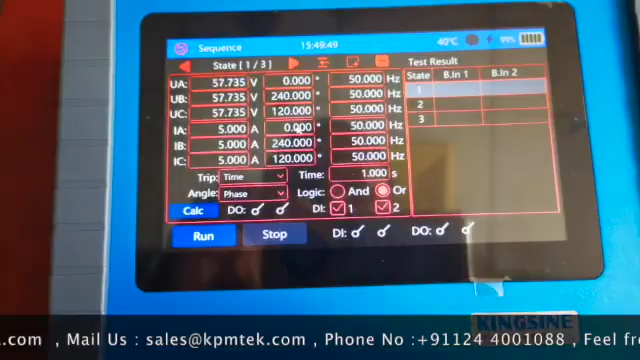 Sequence 15:49:49 40°C 99%
State [ 1 / 3 ] Test Result
UA: 57.735 V 0.000 ° 50.000 Hz State B.In 1 B.In 2
UB: 57.735 V 240.000 ° 50.000 Hz 1
UC: 57.735 V 120.000 ° 50.000 Hz 2
IA: 5.000 A 0.000 ° 50.000 Hz 3
IB: 5.000 A 240.000 ° 50.000 Hz
IC: 5.000 A 120.000 ° 50.000 Hz
Trip: Time Time: 1.000 s
Angle: Phase Logic: And Or
Calc DO: DI: 1 2
Run Stop DI: DO:
KINGSINE
.com , Mail Us : sales@kpmtek.com , Phone No :+91124 4001088 , Feel